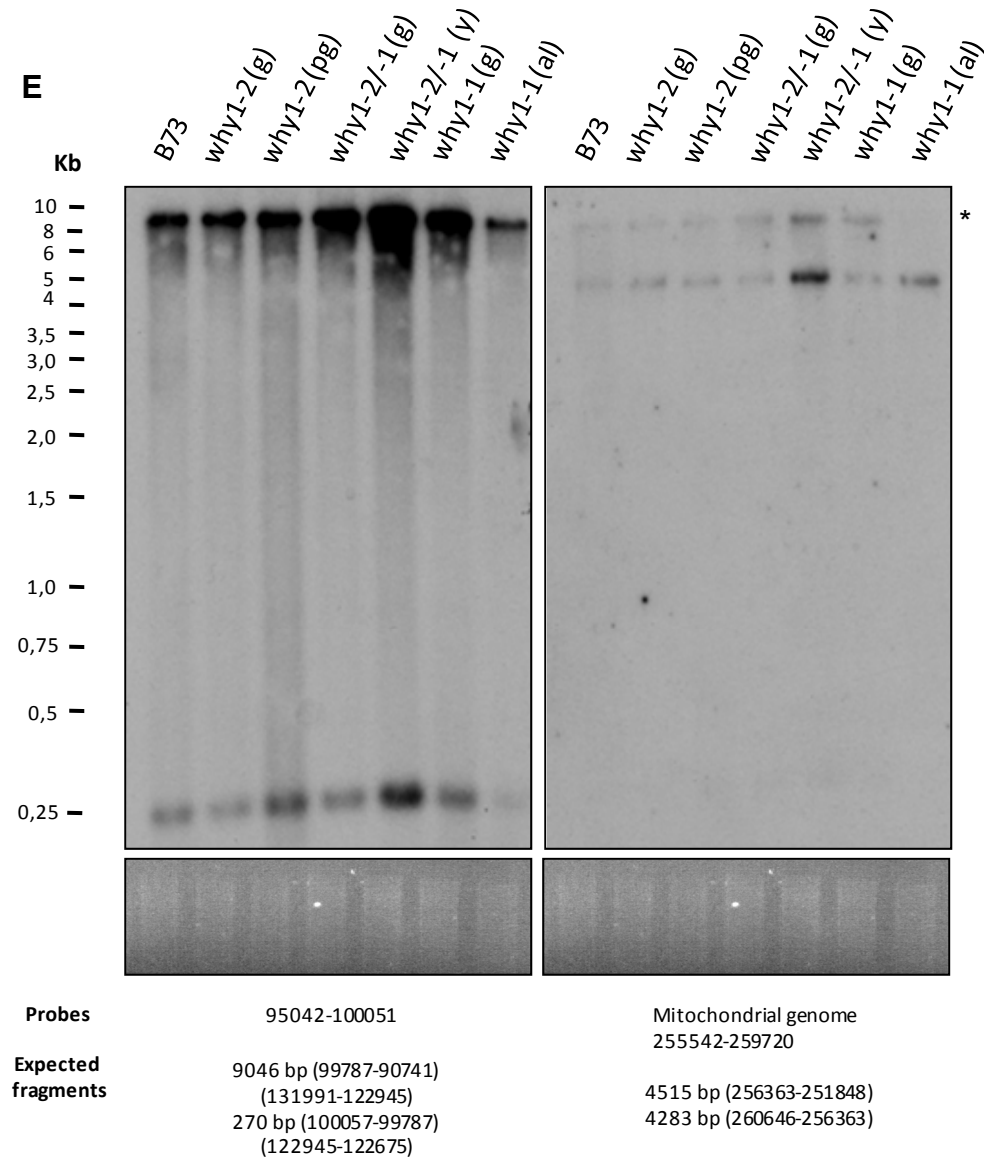 E
B73
why1-2(g)
why1-2(pg)
why1-2/-1(g)
why1-2/-1 (y)
why1-1(g)
why1-1(al)
B73
why1-2(g)
why1-2(pg)
why1-2/-1(g)
why1-2/-1 (y)
why1-1(g)
why1-1(al)
Kb
10
8
6
5
4
3,5
3,0
2,5
2,0
1,5
1,0
0,75
0,5
0,25
*
Probes
95042-100051
Mitochondrial genome
255542-259720
Expected
fragments
9046 bp (99787-90741)
(131991-122945)
270 bp (100057-99787)
(122945-122675)
4515 bp (256363-251848)
4283 bp (260646-256363)